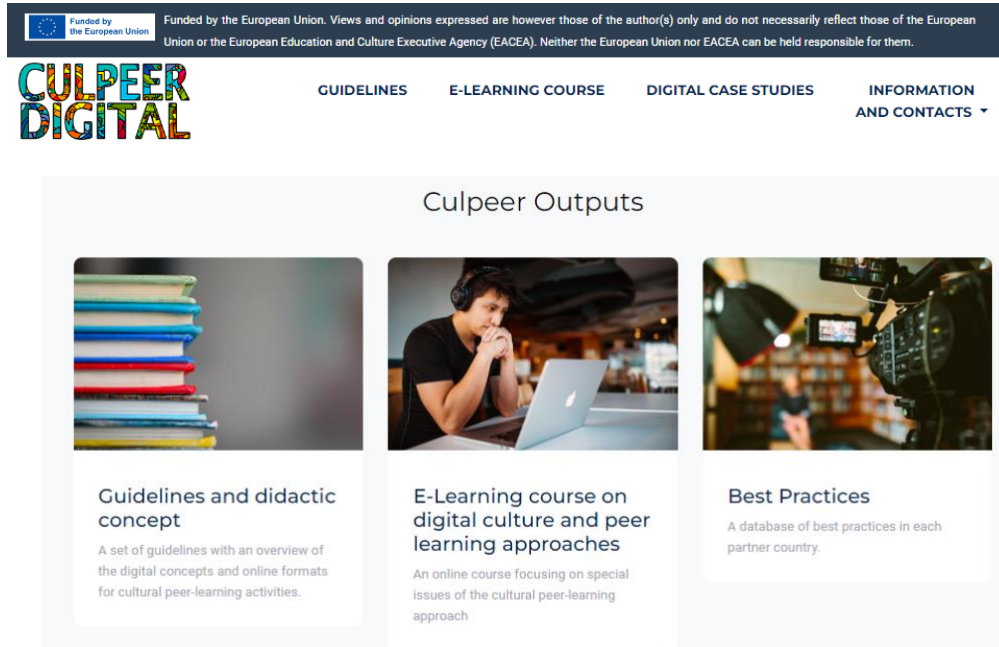 Funded by
the European Union
Funded by the European Union. Views and opinions expressed are however those of the author(s) only and do not necessarily reflect those of the European
Union or the European Education and Culture Executive Agency (EACEA). Neither the European Union nor EACEA can be held responsible for them.
CULPEER
DIGITAL
GUIDELINES
E-LEARNING COURSE
DIGITAL CASE STUDIES
INFORMATION
AND CONTACTS
Culpeer Outputs
Guidelines and didactic
concept
A set of guidelines with an overview of
the digital concepts and online formats
for cultural peer-learning activities.
E-Learning course on
digital culture and peer
learning approaches
An online course focusing on special
issues of the cultural peer-learning
approach
Best Practices
A database of best practices in each
partner country.